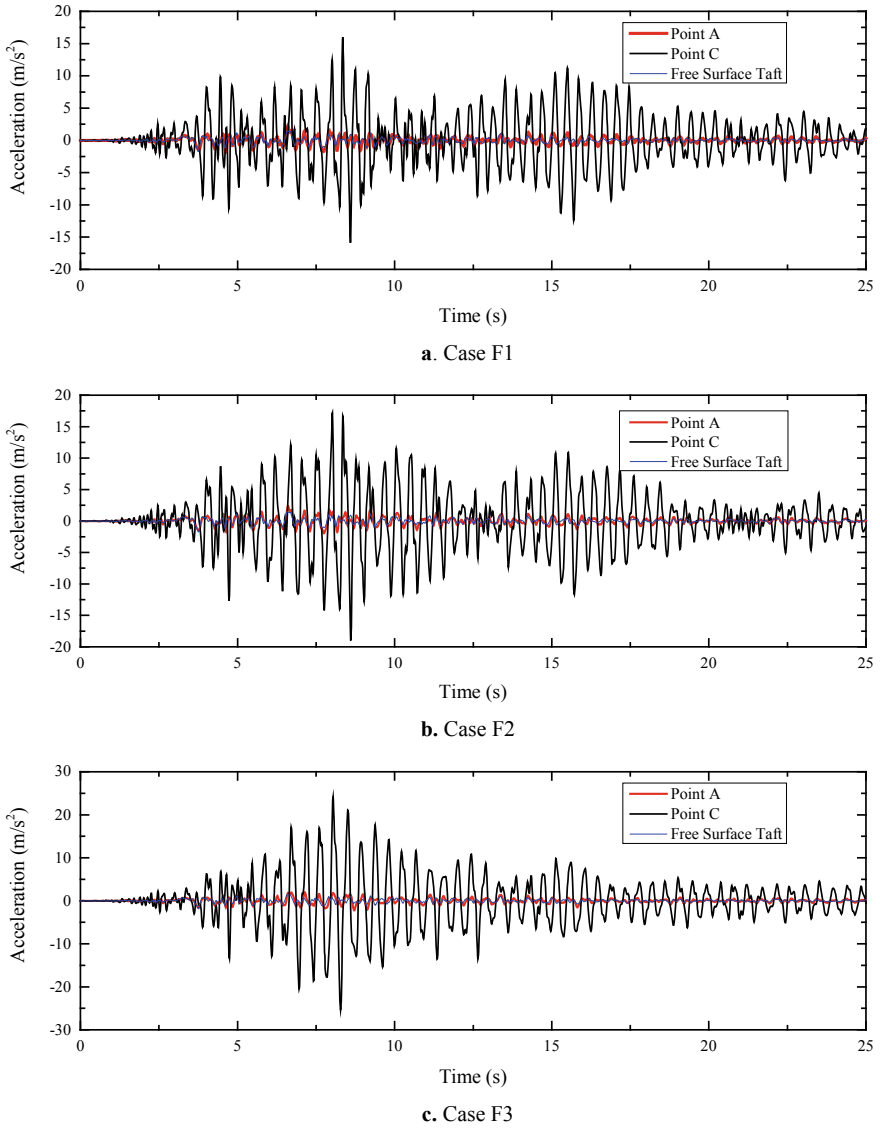 20
15
10
5
0
-5
-10
-15
-20
Acceleration (m/s²)
Point A
Point C
Free Surface Taft
0 5 10 15 20 25
Time (s)
a. Case F1
20
15
10
5
0
-5
-10
-15
-20
Acceleration (m/s²)
Point A
Point C
Free Surface Taft
0 5 10 15 20 25
Time (s)
b. Case F2
30
20
10
0
-10
-20
-30
Acceleration (m/s²)
Point A
Point C
Free Surface Taft
0 5 10 15 20 25
Time (s)
c. Case F3